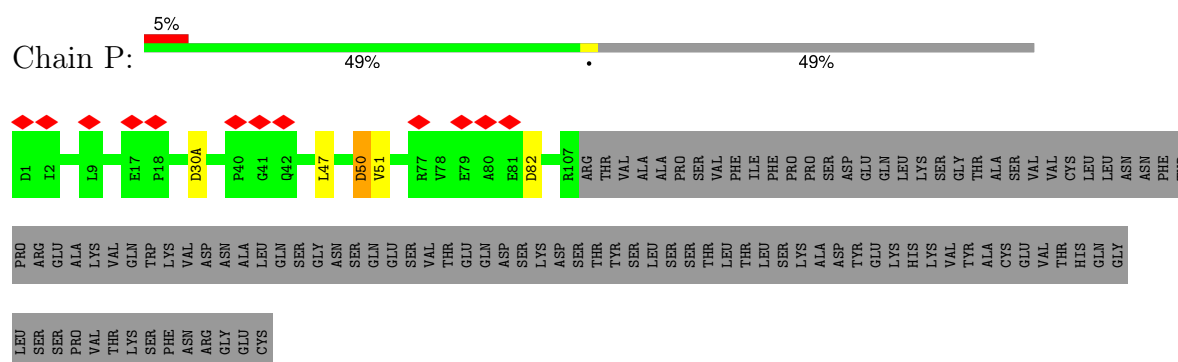 5%
Chain P:
49% • 49%
D1 I2 L9 E17 P18 D30A P40 G41 Q42 L47 D50 V51 R77 V78 E79 A80 E81 D82 R107 ARG THR VAL ALA ALA PRO SER VAL PHE ILE PHE PRO PRO SER ASP GLU GLN LEU LYS SER GLY THR ALA SER VAL VAL CYS LEU LEU ASN ASN PHE
PRO ARG GLU ALA LYS VAL GLN TRP LYS VAL ASP ASN ALA LEU GLN SER GLY ASN SER GLN GLU SER VAL THR GLU GLN ASP SER LYS ASP SER THR TYR SER LEU SER SER THR LEU THR LEU SER LYS ALA ASP TYR GLU LYS HIS LYS VAL TYR ALA CYS GLU VAL THR HIS GLN GLY
LEU SER SER PRO VAL THR LYS SER PHE ASN ARG GLY GLU CYS